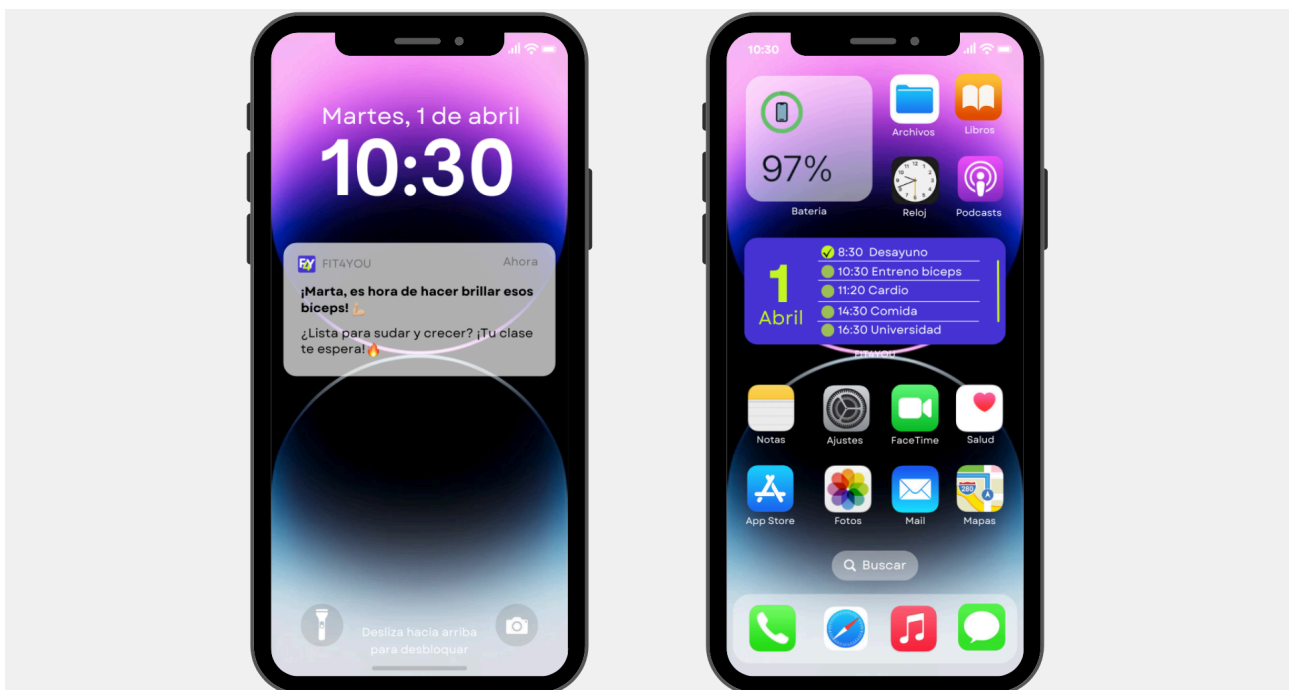 Martes, 1 de abril
10:30
FIT4YOU
Ahora
¡Marta, es hora de hacer brillar esos
biceps! 💪🏼
¿Lista para sudar y crecer? ¡Tu clase
te espera!🔥
Desliza hacia arriba
para desbloquar
10:30
97%
Batería
Archivos
Libros
Reloj
Podcasts
1
Abril
8:30 Desayuno
10:30 Entreno biceps
11:20 Cardio
14:30 Comida
16:30 Universidad
FIT4YOU
Notas
Ajustes
FaceTime
Salud
280
App Store
Fotos
Mail
Mapas
Buscar